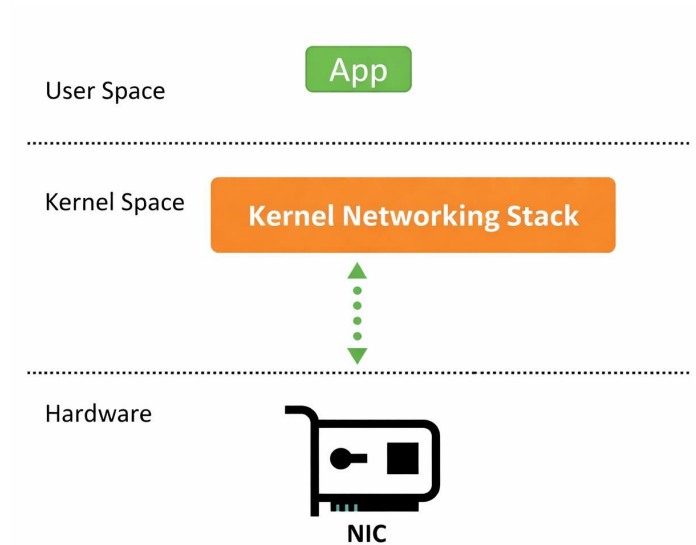 App
User Space
Kernel Space
Kernel Networking Stack
Hardware
NIC